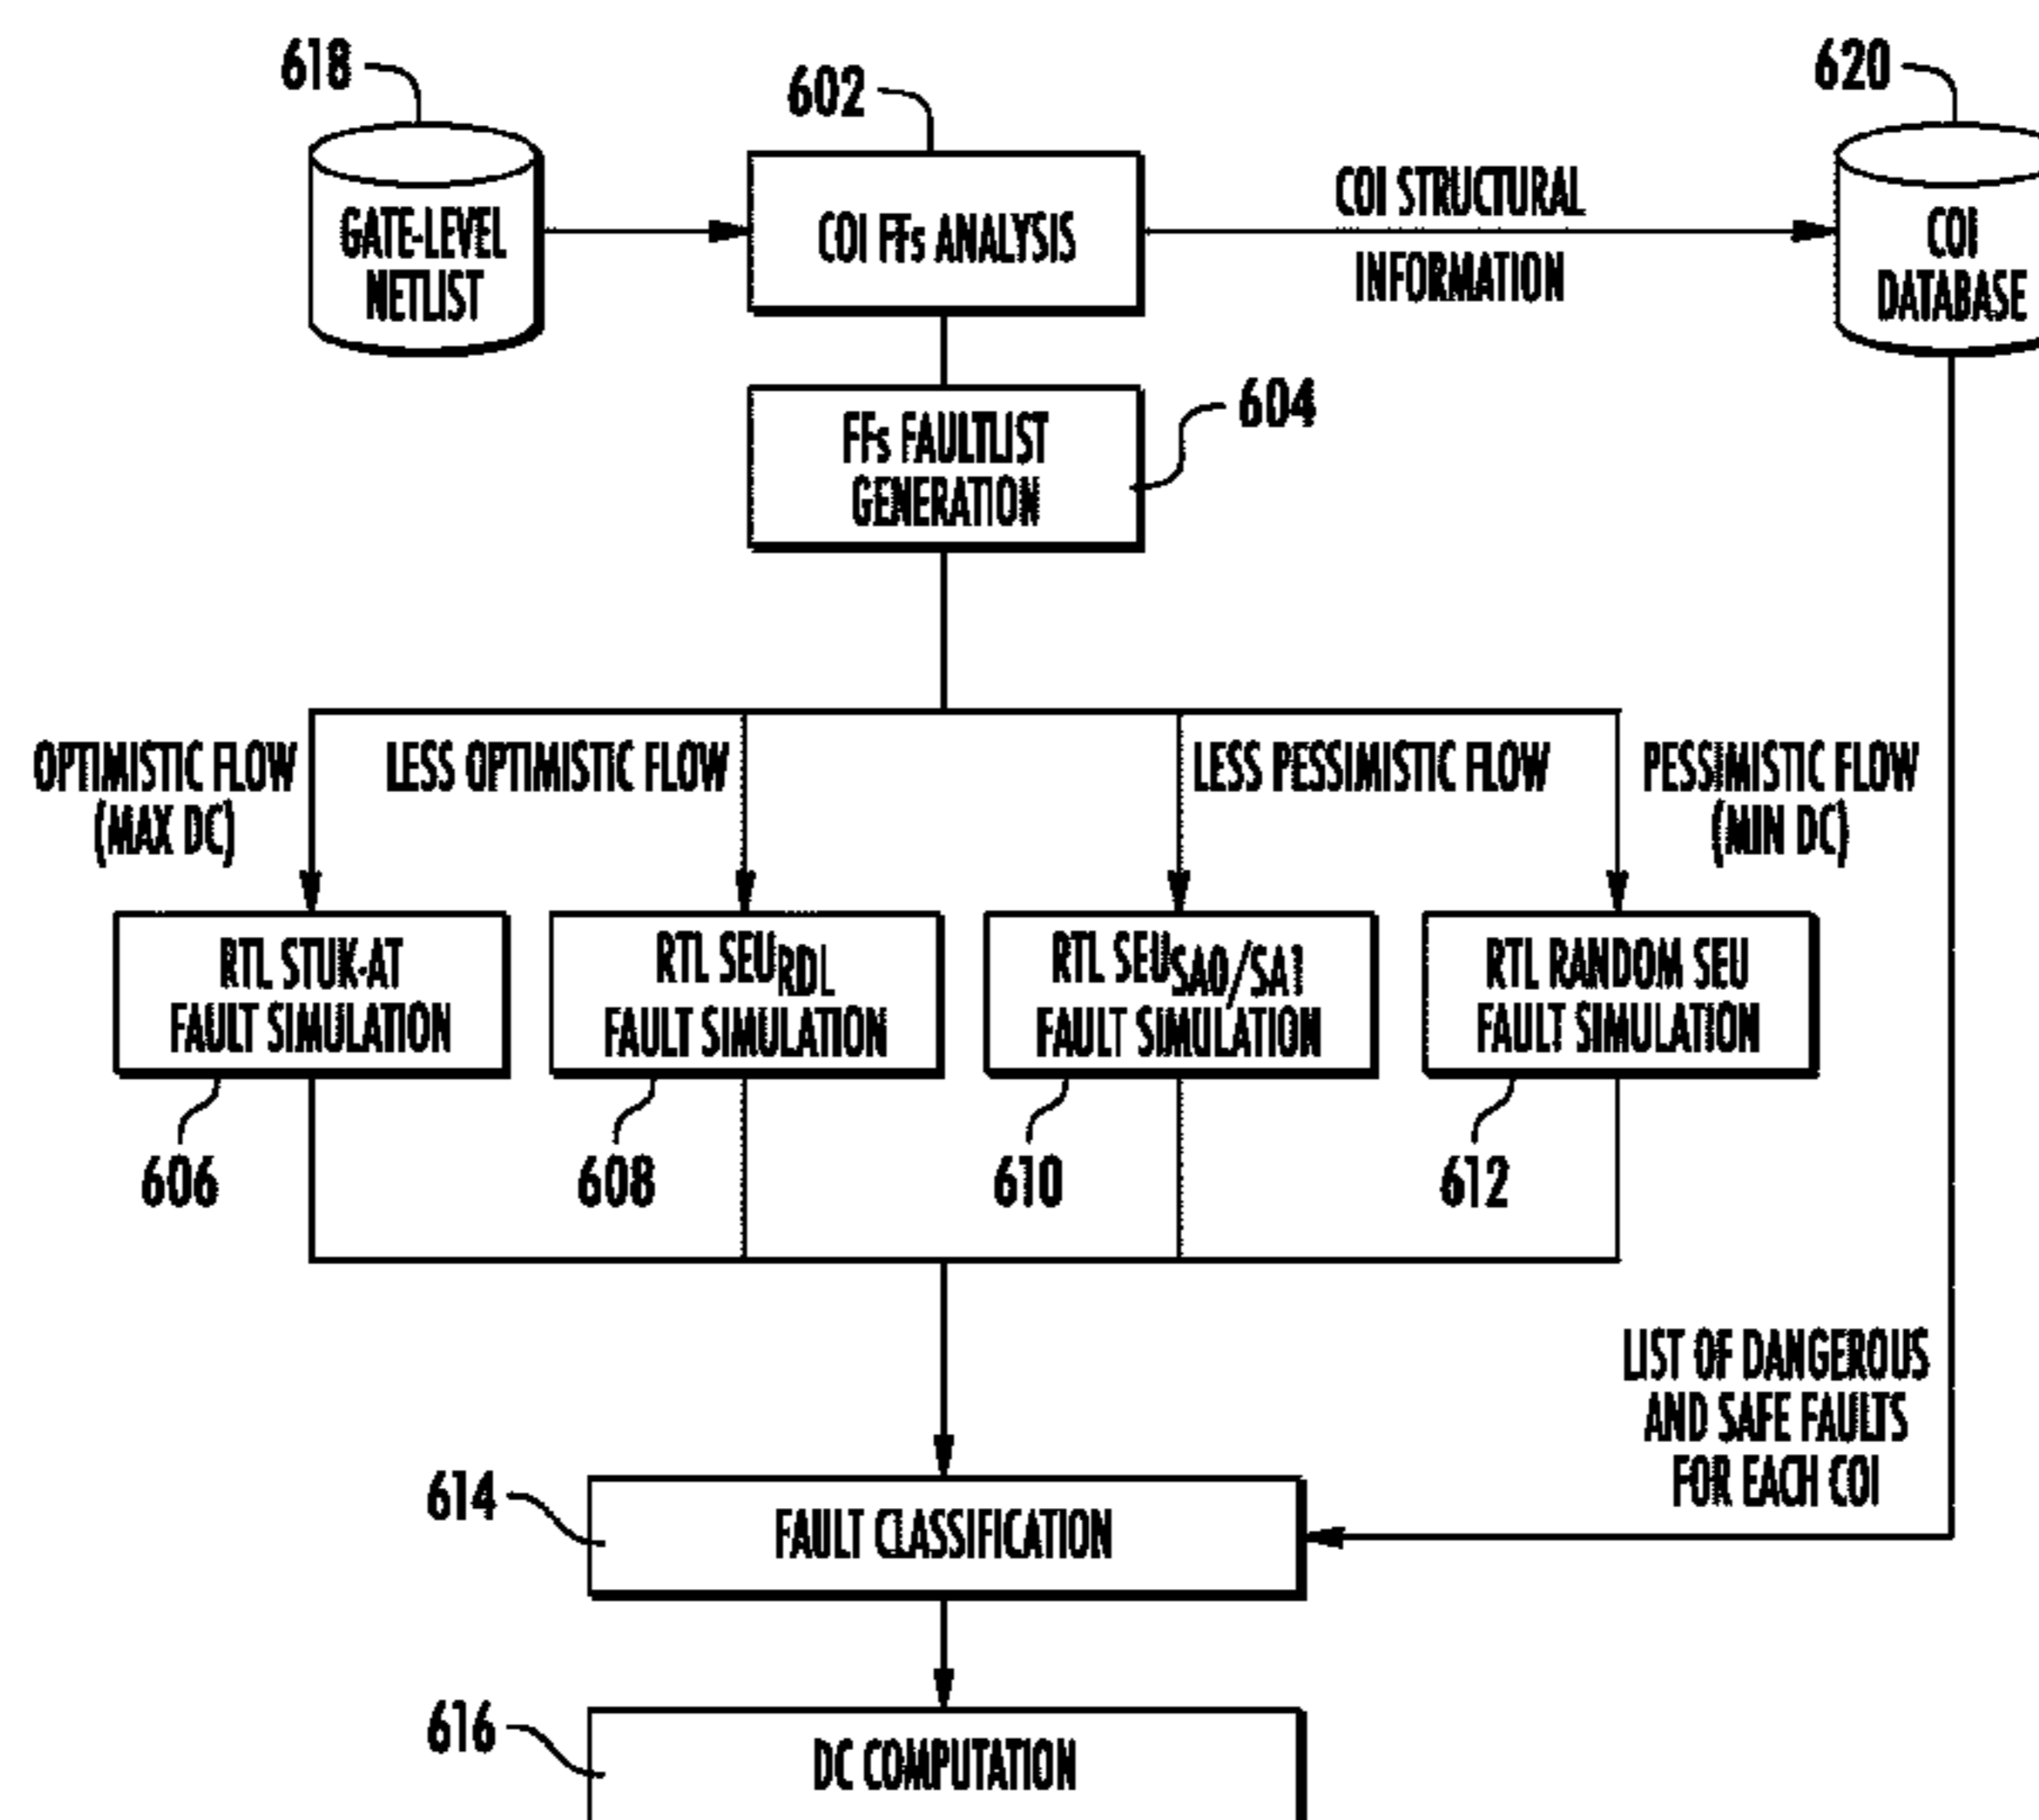 618
602
620
GATE-LEVEL
NETLIST
COI FFs ANALYSIS
COI STRUCTURAL
INFORMATION
COI
DATABASE
604
FFs FAULTLIST
GENERATION
OPTIMISTIC FLOW
(MAX DC)
LESS OPTIMISTIC FLOW
LESS PESSIMISTIC FLOW
PESSIMISTIC FLOW
(MIN DC)
RTL STUK-AT
FAULT SIMULATION
RTL SEURDL
FAULT SIMULATION
RTL SEUSA0/SA1
FAULT SIMULATION
RTL RANDOM SEU
FAULT SIMULATION
606
608
610
612
LIST OF DANGEROUS
AND SAFE FAULTS
FOR EACH COI
614
FAULT CLASSIFICATION
616
DC COMPUTATION